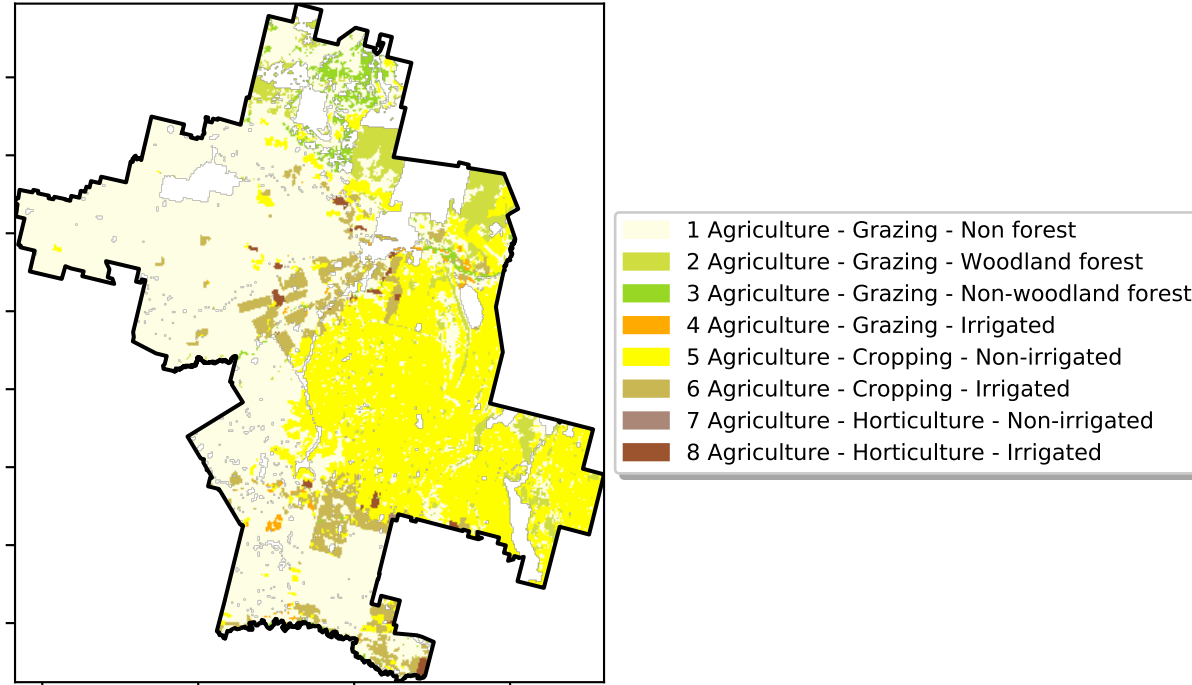 1 Agriculture - Grazing - Non forest
2 Agriculture - Grazing - Woodland forest
3 Agriculture - Grazing - Non-woodland forest
4 Agriculture - Grazing - Irrigated
5 Agriculture - Cropping - Non-irrigated
6 Agriculture - Cropping - Irrigated
7 Agriculture - Horticulture - Non-irrigated
8 Agriculture - Horticulture - Irrigated